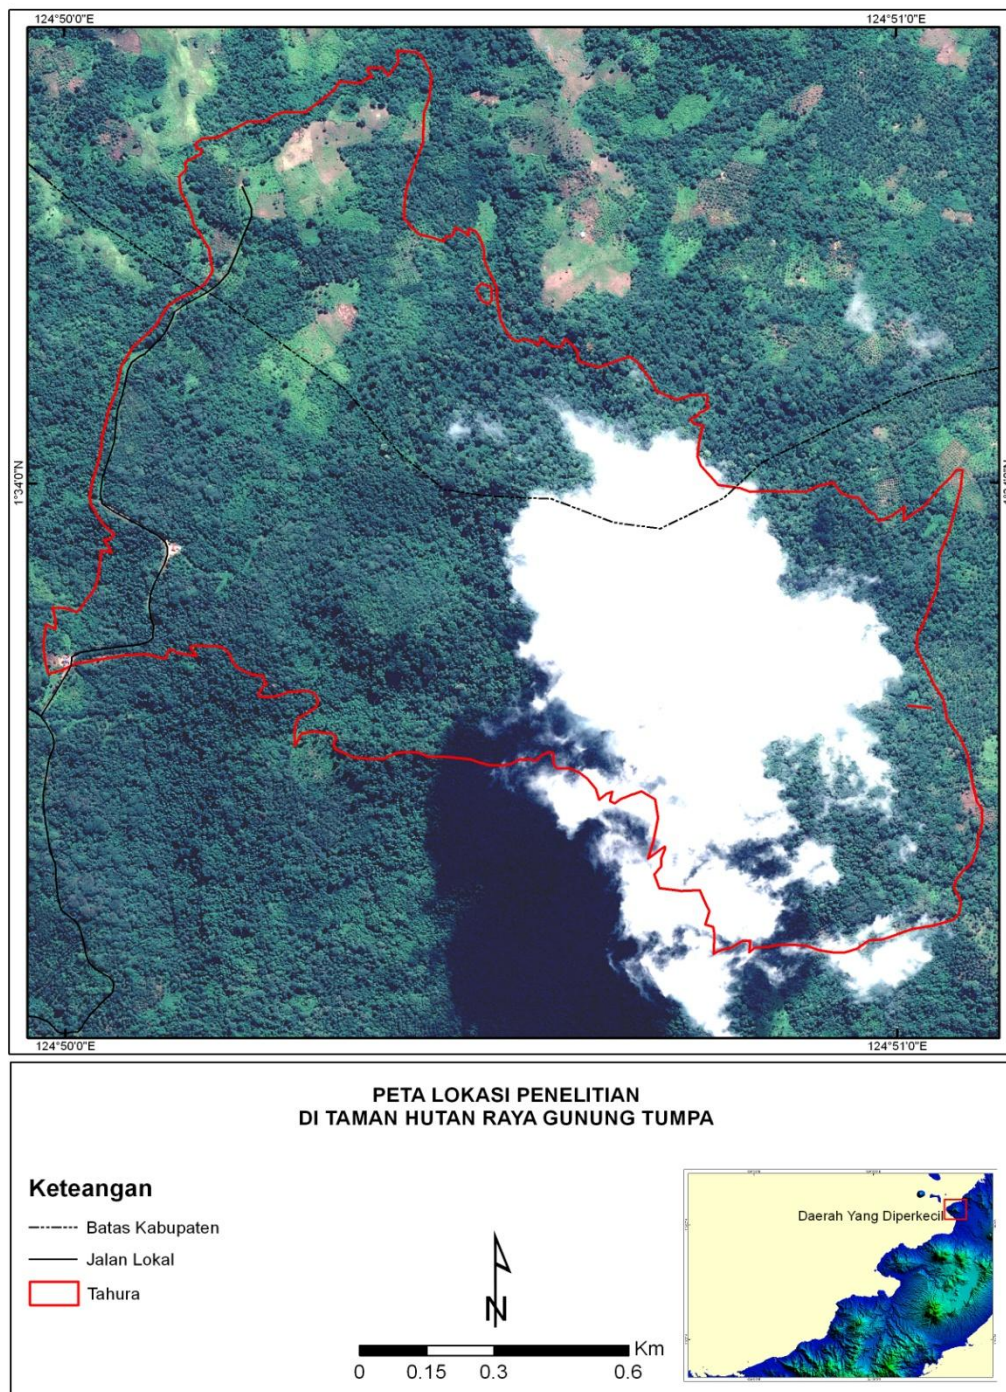 124°50'0"E 124°51'0"E
1°34'0"N
124°50'0"E 124°51'0"E
PETA LOKASI PENELITIAN
DI TAMAN HUTAN RAYA GUNUNG TUMPA
Keteangan
Batas Kabupaten
Jalan Lokal
Tahura
N
Km
0 0.15 0.3 0.6
Daerah Yang Diperkecil